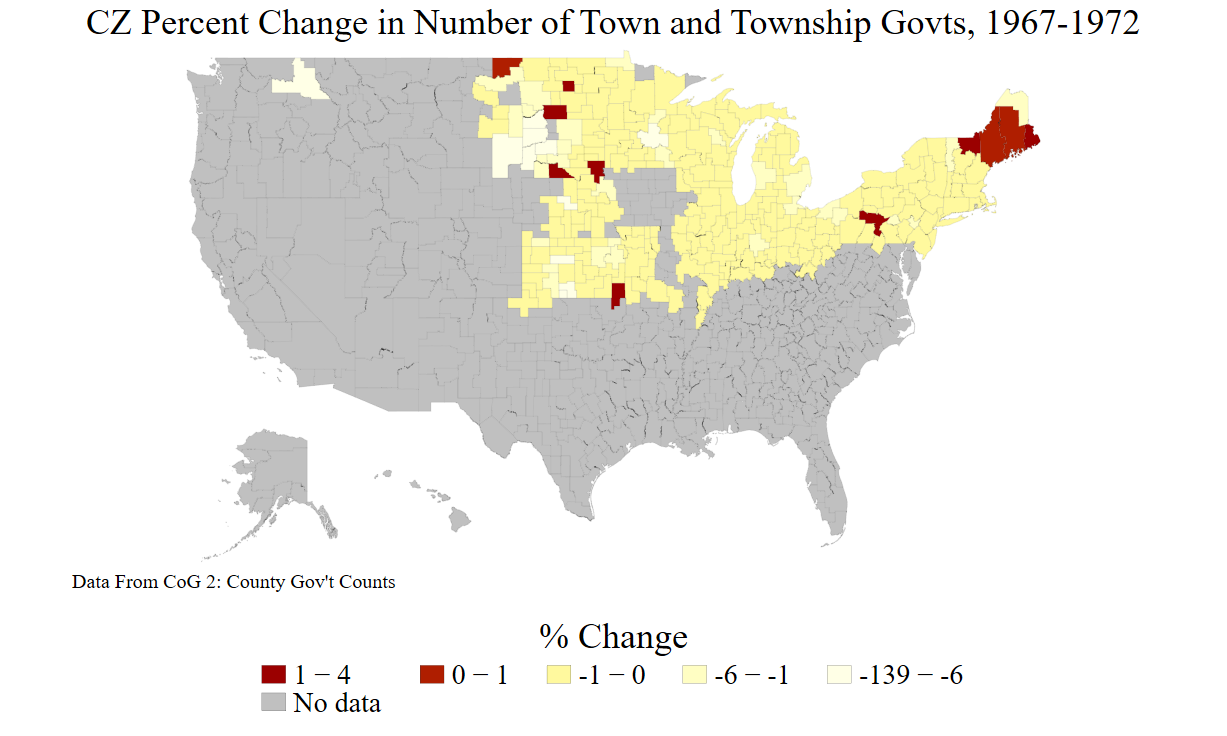 CZ Percent Change in Number of Town and Township Govts, 1967-1972
Data From CoG 2: County Gov't Counts
% Change
1 − 4 0 − 1 -1 − 0 -6 − -1 -139 − -6
No data